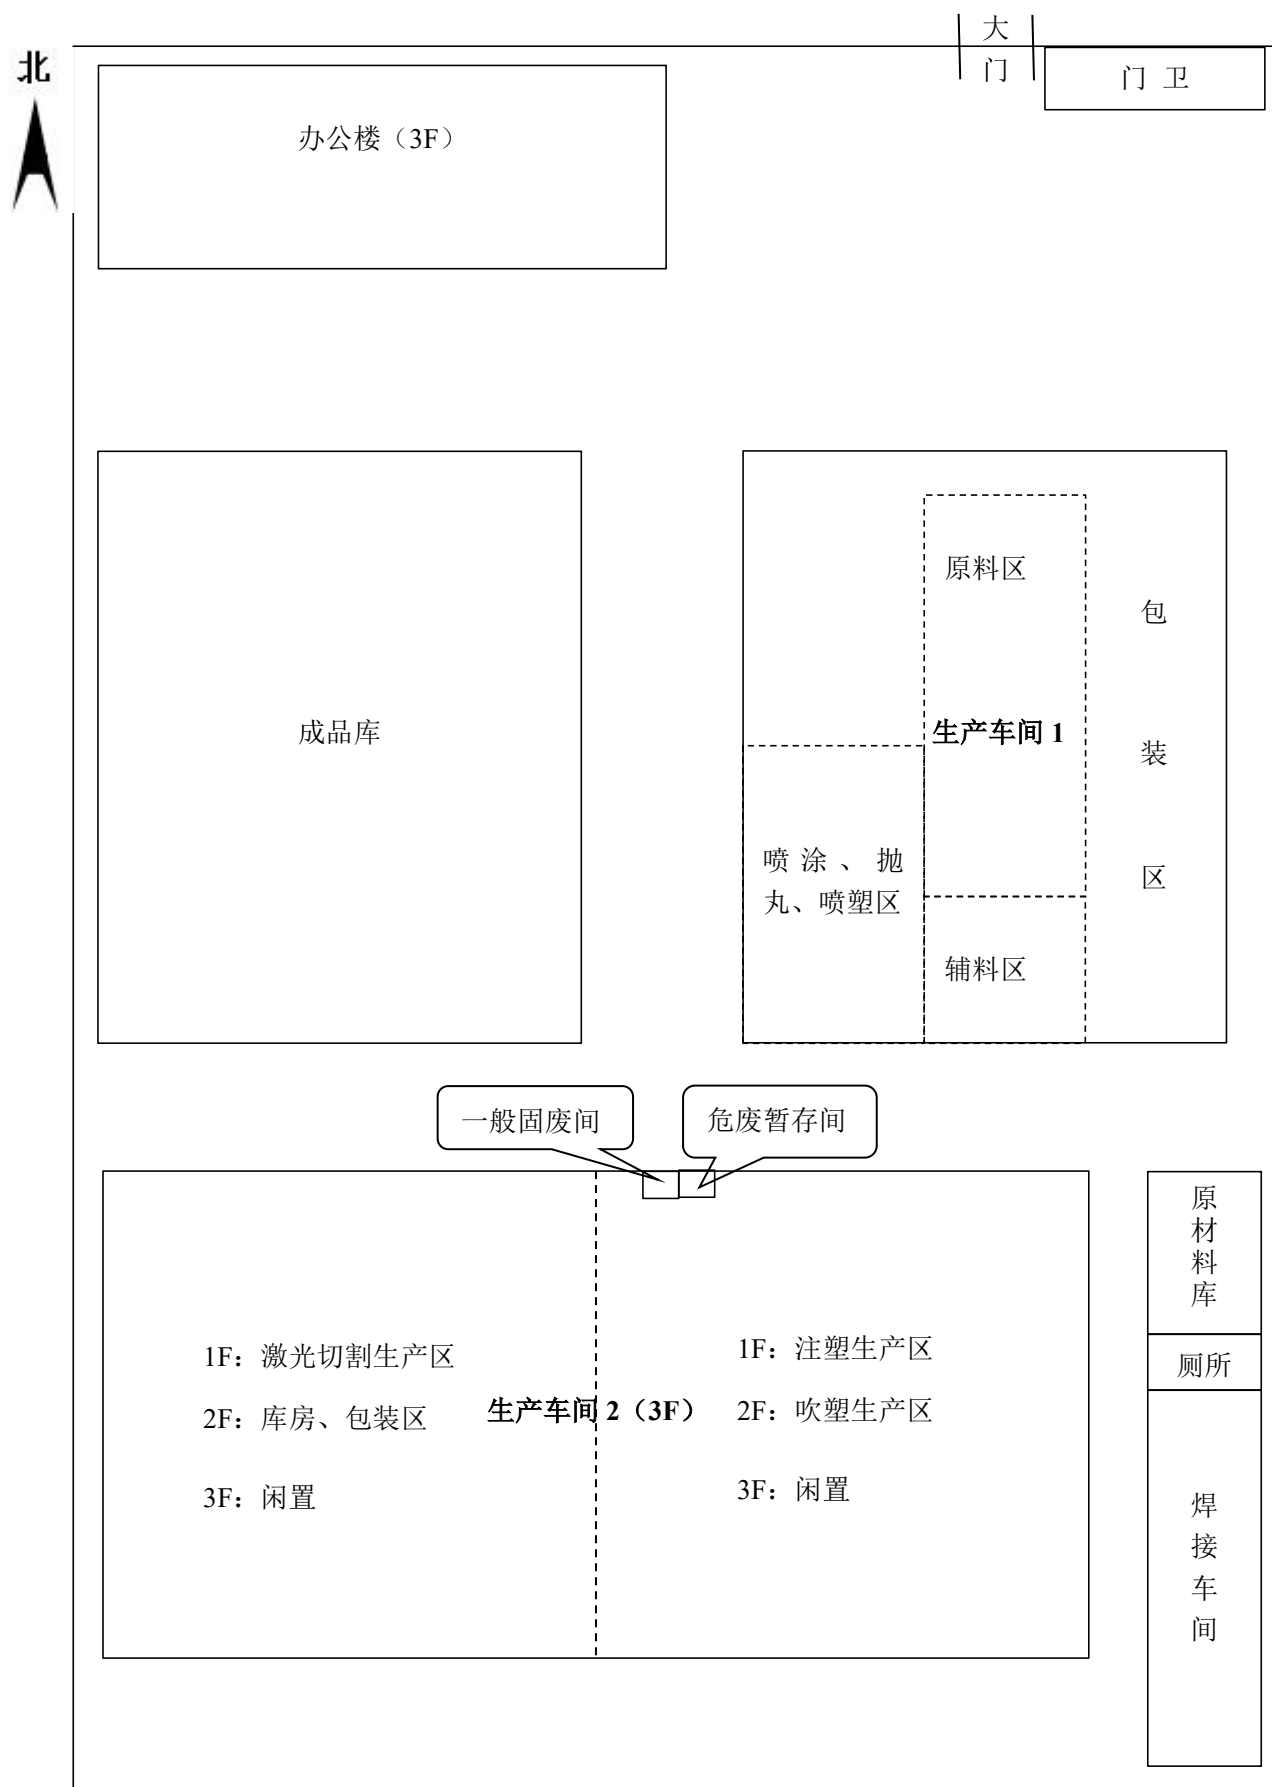 大
门
北
门 卫
办公楼（3F）
原料区
包
装
区
成品库
生产车间 1
喷 涂 、 抛
丸、喷塑区
辅料区
一般固废间
危废暂存间
原
材
料
库
厕所
1F：激光切割生产区
2F：库房、包装区
3F：闲置
生产车间 2（3F）
1F：注塑生产区
2F：吹塑生产区
3F：闲置
焊
接
车
间